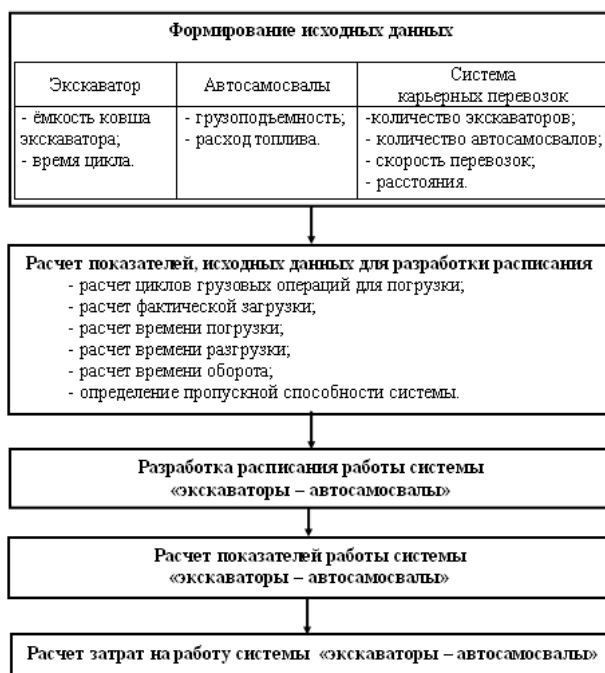 Формирование исходных данных
Экскаватор
- ёмкость ковша
экскаватора;
- время цикла.
Автосамосвалы
- грузоподъемность;
- расход топлива.
Система
карьерных перевозок
-количество экскаваторов;
- количество автосамосвалов;
- скорость перевозок;
- расстояния.
Расчет показателей, исходных данных для разработки расписания
- расчет циклов грузовых операций для погрузки;
- расчет фактической загрузки;
- расчет времени погрузки;
- расчет времени разгрузки;
- расчет времени оборота;
- определение пропускной способности системы.
Разработка расписания работы системы
«экскаваторы – автосамосвалы»
Расчет показателей работы системы
«экскаваторы – автосамосвалы»
Расчет затрат на работу системы «экскаваторы – автосамосвалы»